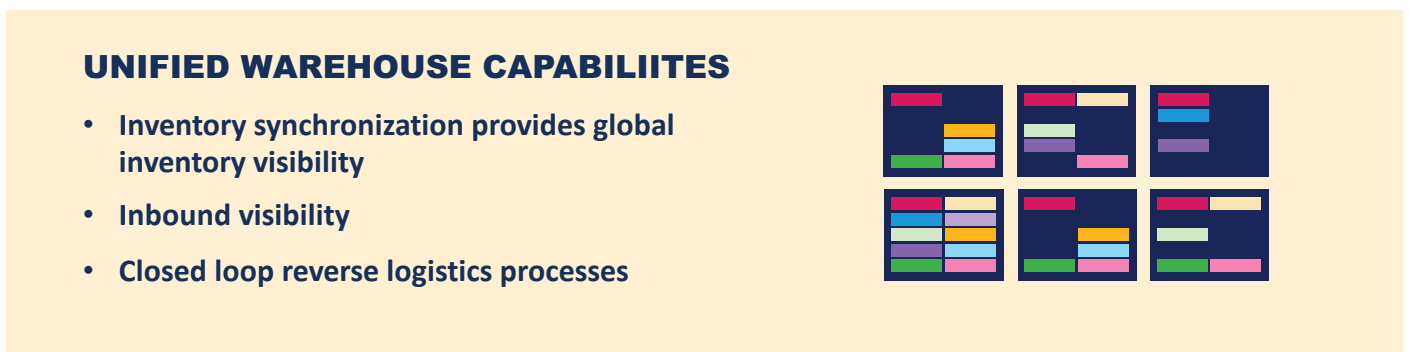 UNIFIED WAREHOUSE CAPABILIITES
• Inventory synchronization provides global
inventory visibility
• Inbound visibility
• Closed loop reverse logistics processes